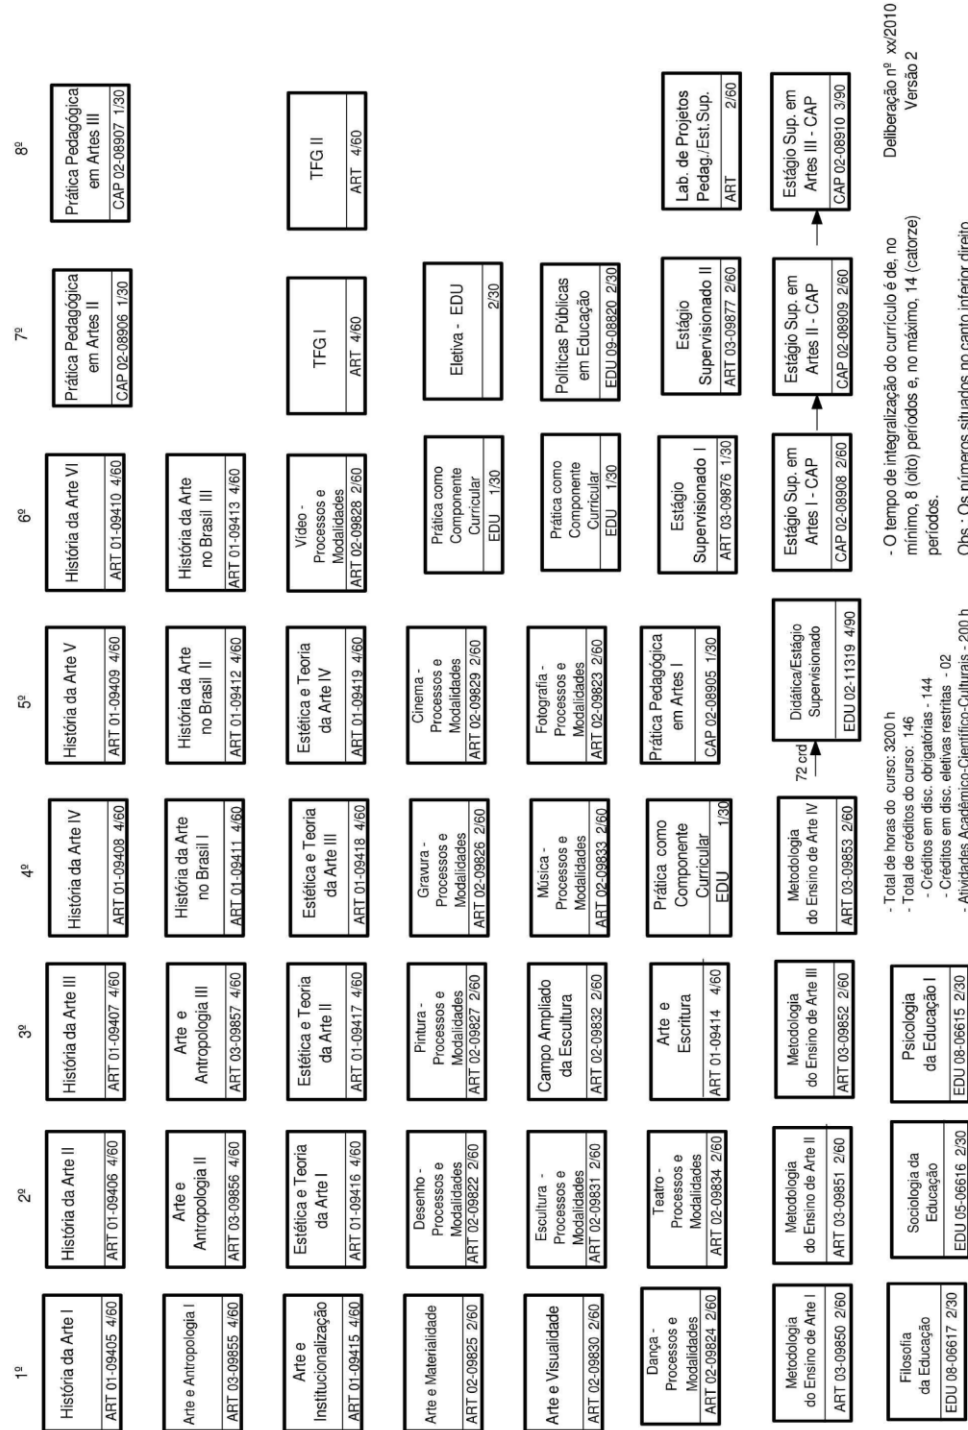 1º
2º
3º
4º
5º
6º
7º
8º
História da Arte I
ART 01-09405 4/60
História da Arte II
ART 01-09406 4/60
História da Arte III
ART 01-09407 4/60
História da Arte IV
ART 01-09408 4/60
História da Arte V
ART 01-09409 4/60
História da Arte VI
ART 01-09410 4/60
Prática Pedagógica
em Artes II
CAP 02-08906 1/30
Prática Pedagógica
em Artes III
CAP 02-08907 1/30
Arte e Antropologia I
ART 03-09855 4/60
Arte e
Antropologia II
ART 03-09856 4/60
Arte e
Antropologia III
ART 03-09857 4/60
História da Arte
no Brasil I
ART 01-09411 4/60
História da Arte
no Brasil II
ART 01-09412 4/60
História da Arte
no Brasil III
ART 01-09413 4/60
Arte e
Institucionalização
ART 01-09415 4/60
Estética e Teoria
da Arte I
ART 01-09416 4/60
Estética e Teoria
da Arte II
ART 01-09417 4/60
Estética e Teoria
da Arte III
ART 01-09418 4/60
Estética e Teoria
da Arte IV
ART 01-09419 4/60
Vídeo -
Processos e
Modalidades
ART 02-09828 2/60
TFG I
ART 4/60
TFG II
ART 4/60
Arte e Materialidade
ART 02-09825 2/60
Desenho -
Processos e
Modalidades
ART 02-09822 2/60
Pintura -
Processos e
Modalidades
ART 02-09827 2/60
Gravura -
Processos e
Modalidades
ART 02-09826 2/60
Cinema -
Processos e
Modalidades
ART 02-09829 2/60
Prática como
Componente
Curricular
EDU 1/30
Eletiva - EDU
2/30
Arte e Visualidade
ART 02-09830 2/60
Escultura -
Processos e
Modalidades
ART 02-09831 2/60
Campo Ampliado
da Escultura
ART 02-09832 2/60
Música -
Processos e
Modalidades
ART 02-09833 2/60
Fotografia -
Processos e
Modalidades
ART 02-09823 2/60
Prática como
Componente
Curricular
EDU 1/30
Políticas Públicas
em Educação
EDU 09-08820 2/30
Dança -
Processos e
Modalidades
ART 02-09824 2/60
Teatro -
Processos e
Modalidades
ART 02-09834 2/60
Arte e
Escritura
ART 01-09414 4/60
Prática como
Componente
Curricular
EDU 1/30
Prática Pedagógica
em Artes I
CAP 02-08905 1/30
Estágio
Supervisionado I
ART 03-09876 1/30
Estágio
Supervisionado II
ART 03-09877 2/60
Lab. de Projetos
Pedag./Est.Sup.
ART 2/60
Metodologia
do Ensino de Arte I
ART 03-09850 2/60
Metodologia
do Ensino de Arte II
ART 03-09851 2/60
Metodologia
do Ensino de Arte III
ART 03-09852 2/60
Metodologia
do Ensino de Arte IV
ART 03-09853 2/60
72 crd
Didática/Estágio
Supervisionado
EDU 02-11319 4/90
Estágio Sup. em
Artes I - CAP
CAP 02-08908 2/60
Estágio Sup. em
Artes II - CAP
CAP 02-08909 2/60
Estágio Sup. em
Artes III - CAP
CAP 02-08910 3/90
Filosofia
da Educação
EDU 08-06617 2/30
Sociologia da
Educação
EDU 05-06616 2/30
Psicologia
da Educação I
EDU 08-06615 2/30
- Total de horas do curso: 3200 h
- Total de créditos do curso: 146
- Créditos em disc. obrigatórias - 144
- Créditos em disc. eletivas restritas - 02
- Atividades Acadêmico-Científico-Culturais - 200 h
- O tempo de integralização do currículo é de, no
mínimo, 8 (oito) períodos e, no máximo, 14 (catorze)
períodos.
Obs.: Os números situados no canto inferior direito
Deliberação nº xx/2010
Versão 2